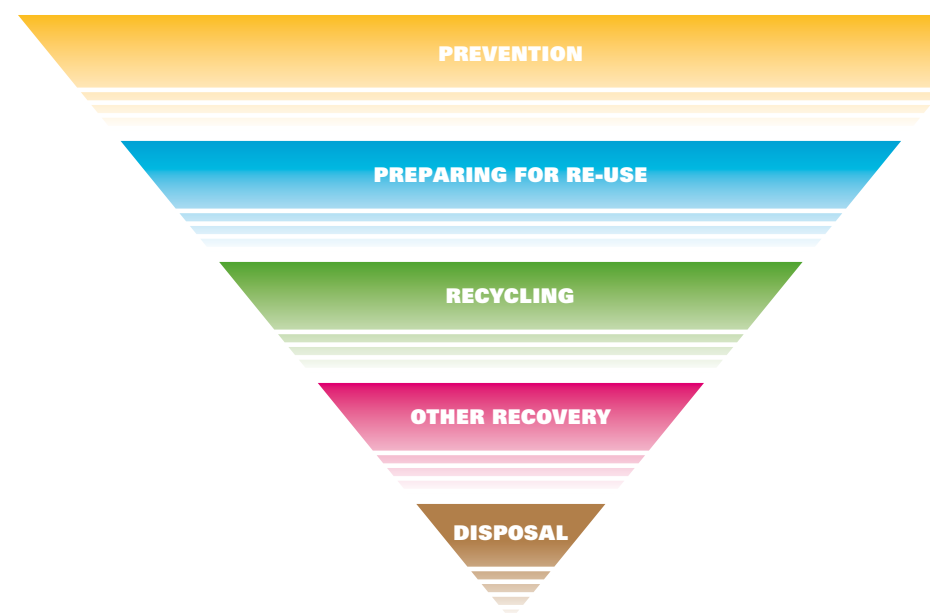 PREVENTION
PREPARING FOR RE-USE
RECYCLING
OTHER RECOVERY
DISPOSAL